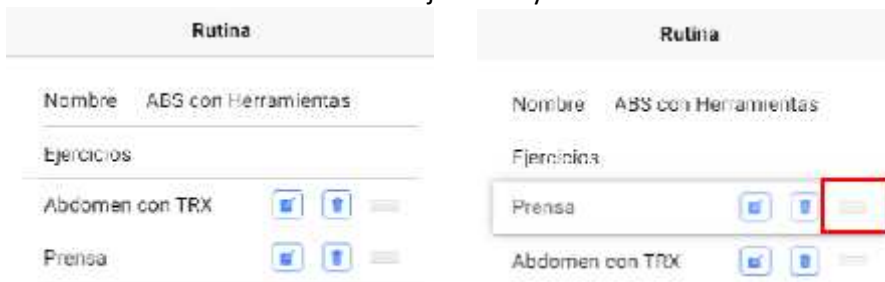 Rutina
Nombre ABS con Herramientas
Ejercicios
Abdomen con TRX
Prensa
Rutina
Nombre ABS con Herramientas
Ejercicios
Prensa
Abdomen con TRX